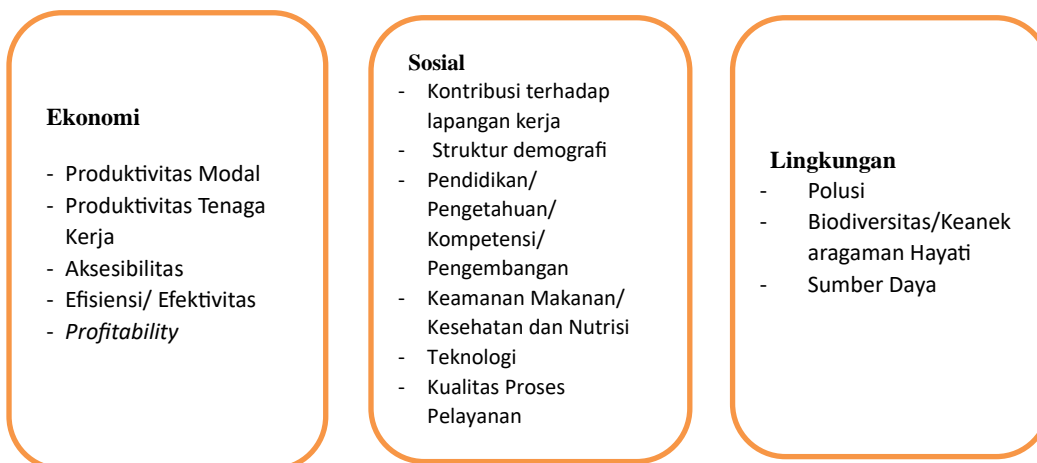 Ekonomi
- Produktivitas Modal
- Produktivitas Tenaga
Kerja
- Aksesibilitas
- Efisiensi/ Efektivitas
- Profitability
Sosial
- Kontribusi terhadap
lapangan kerja
- Struktur demografi
- Pendidikan/
Pengetahuan/
Kompetensi/
Pengembangan
- Keamanan Makanan/
Kesehatan dan Nutrisi
- Teknologi
- Kualitas Proses
Pelayanan
Lingkungan
- Polusi
- Biodiversitas/Keanek
aragaman Hayati
- Sumber Daya